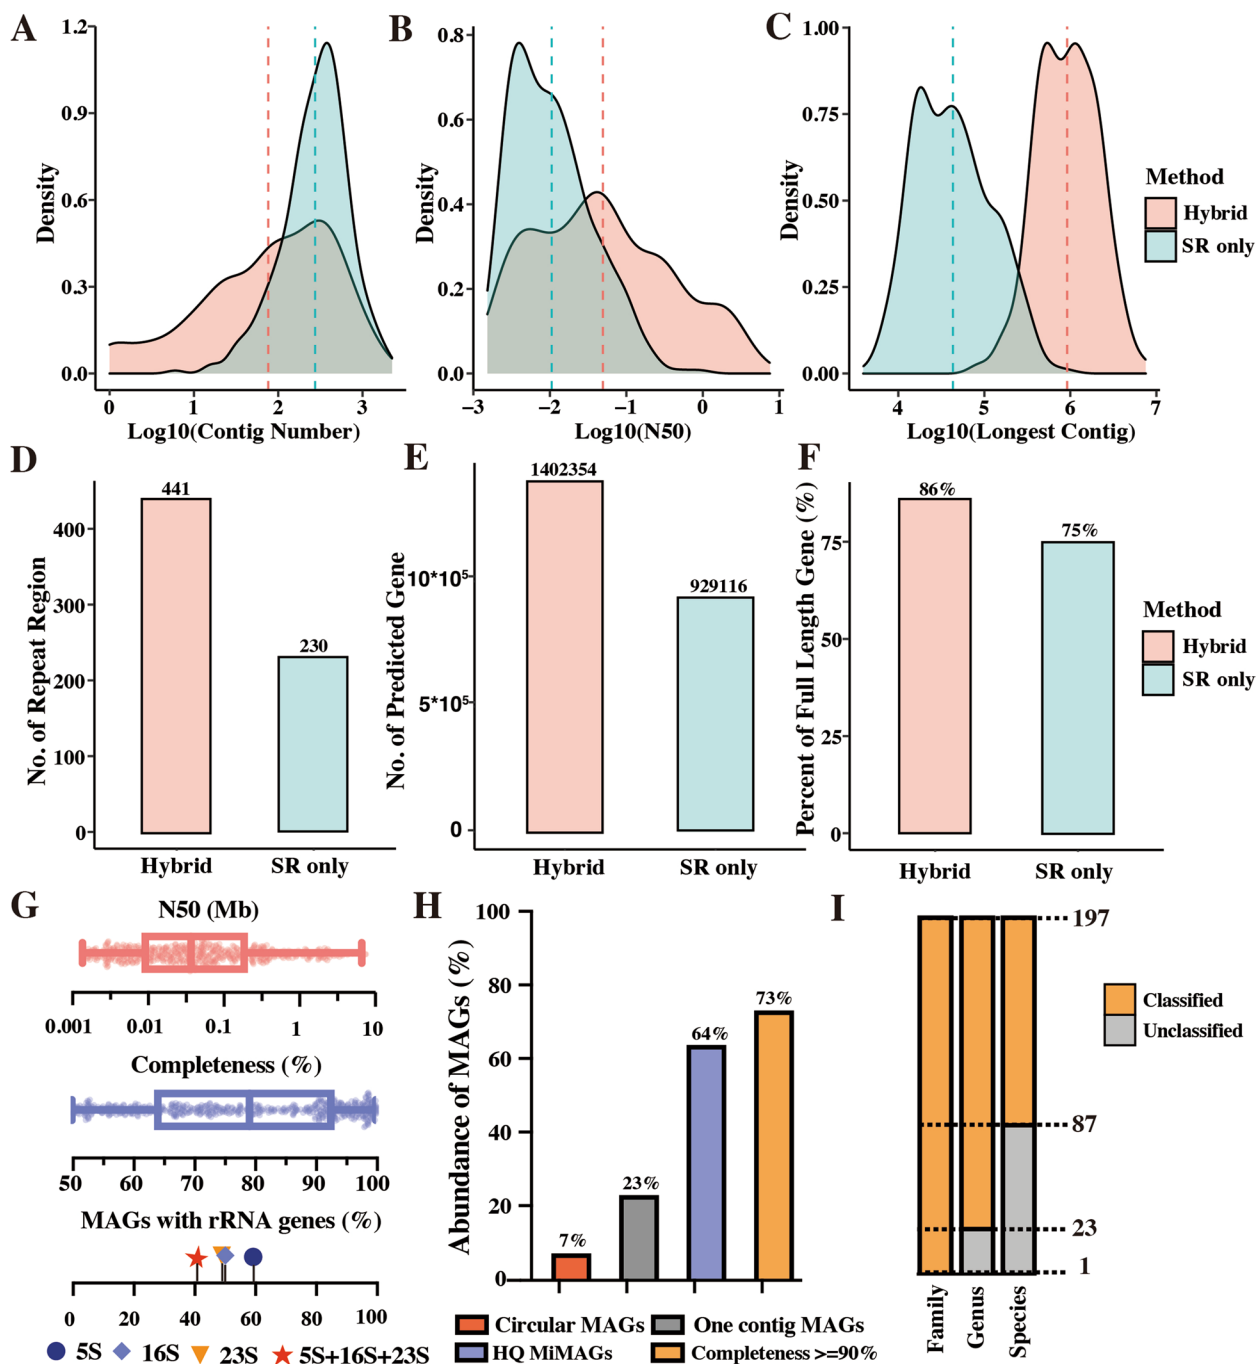 A
1.2
0.9
0.6
0.3
0.0
Density
0 1 2 3
Log10(Contig Number)
B
0.8
0.6
0.4
0.2
0.0
Density
−3 −2 −1 0 1
Log10(N50)
C
1.00
0.75
0.50
0.25
0.00
Density
4 5 6 7
Log10(Longest Contig)
Method
Hybrid
SR only
D
441
230
400
300
200
100
0
No. of Repeat Region
Hybrid SR only
E
1402354
929116
10*10⁵
5*10⁵
0
No. of Predicted Gene
Hybrid SR only
F
86%
75%
75
50
25
0
Percent of Full Length Gene (%)
Hybrid SR only
Method
Hybrid
SR only
G
N50 (Mb)
0.001 0.01 0.1 1 10
Completeness (%)
50 60 70 80 90 100
MAGs with rRNA genes (%)
0 20 40 60 80 100
5S 16S 23S 5S+16S+23S
H
100
80
60
40
20
0
Abundance of MAGs (%)
7%
23%
64%
73%
Circular MAGs One contig MAGs
HQ MiMAGs Completeness >=90%
I
197
87
23
1
Family
Genus
Species
Classified
Unclassified